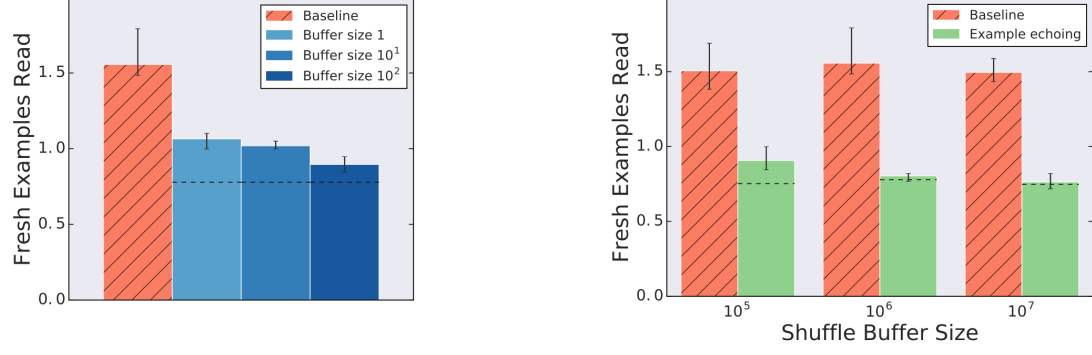 Baseline
Buffer size 1
Buffer size 10¹
Buffer size 10²
Fresh Examples Read
1.5
1.0
0.5
0.0
Baseline
Example echoing
Fresh Examples Read
1.5
1.0
0.5
0.0
10⁵
10⁶
10⁷
Shuffle Buffer Size